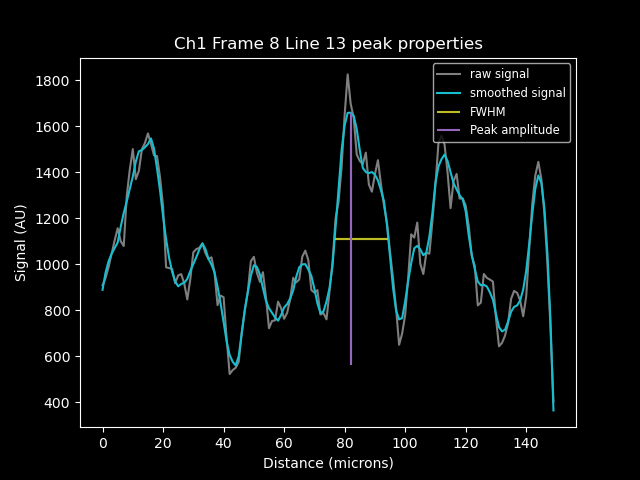 Ch1 Frame 8 Line 13 peak properties
raw signal
smoothed signal
FWHM
Peak amplitude
Signal (AU)
1800
1600
1400
1200
1000
800
600
400
0 20 40 60 80 100 120 140
Distance (microns)